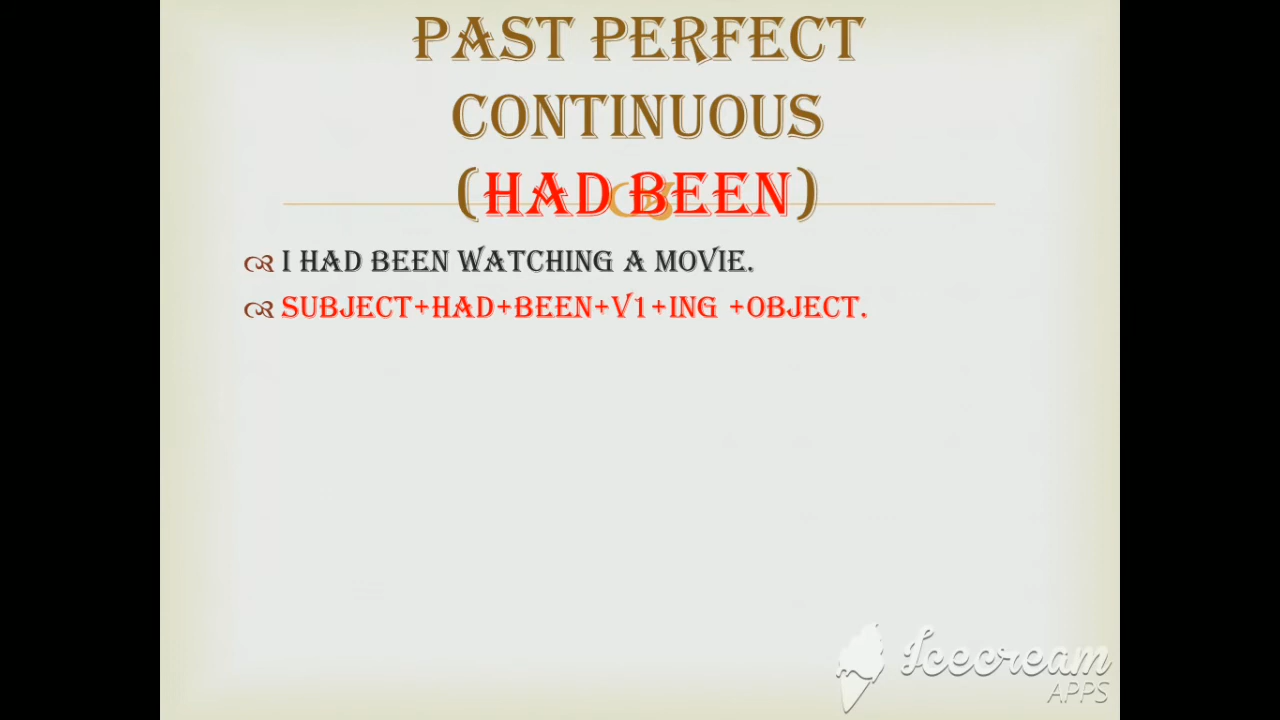 PAST PERFECT
CONTINUOUS
(HAD BEEN)
I HAD BEEN WATCHING A MOVIE.
SUBJECT+HAD+BEEN+V1+ING +OBJECT.
Icecream
APPS